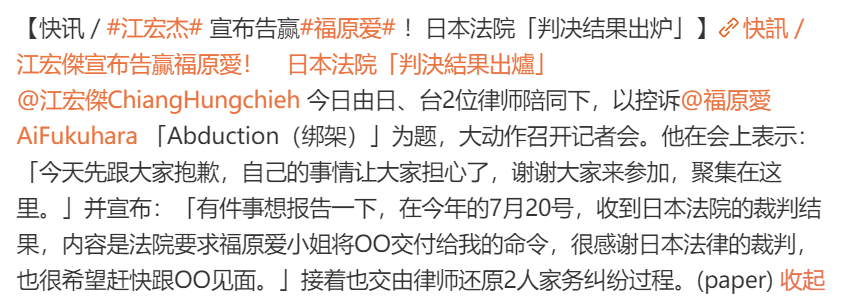 【快讯 / #江宏杰# 宣布告赢#福原爱# ！日本法院「判决结果出炉」】快訊 /
江宏傑宣布告贏福原愛！ 日本法院「判決結果出爐」
@江宏傑ChiangHungchieh 今日由日、台2位律师陪同下，以控诉@福原愛
AiFukuhara 「Abduction（绑架）」为题，大动作召开记者会。他在会上表示：
「今天先跟大家抱歉，自己的事情让大家担心了，谢谢大家来参加，聚集在这
里。」并宣布：「有件事想报告一下，在今年的7月20号，收到日本法院的裁判结
果，内容是法院要求福原爱小姐将OO交付给我的命令，很感谢日本法律的裁判，
也很希望赶快跟OO见面。」接着也交由律师还原2人家务纠纷过程。(paper) 收起